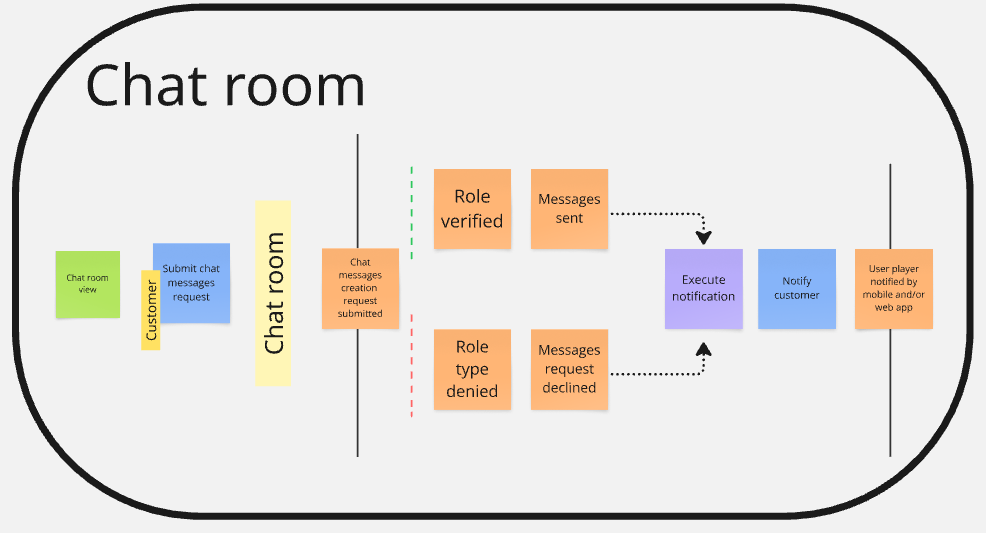 Chat room
Chat room
view
Submit chat
messages
request
Customer
Chat room
Chat
messages
creation
request
submitted
Role
verified
Messages
sent
Role
type
denied
Messages
request
declined
Execute
notification
Notify
customer
User player
notified by
mobile and/or
web app